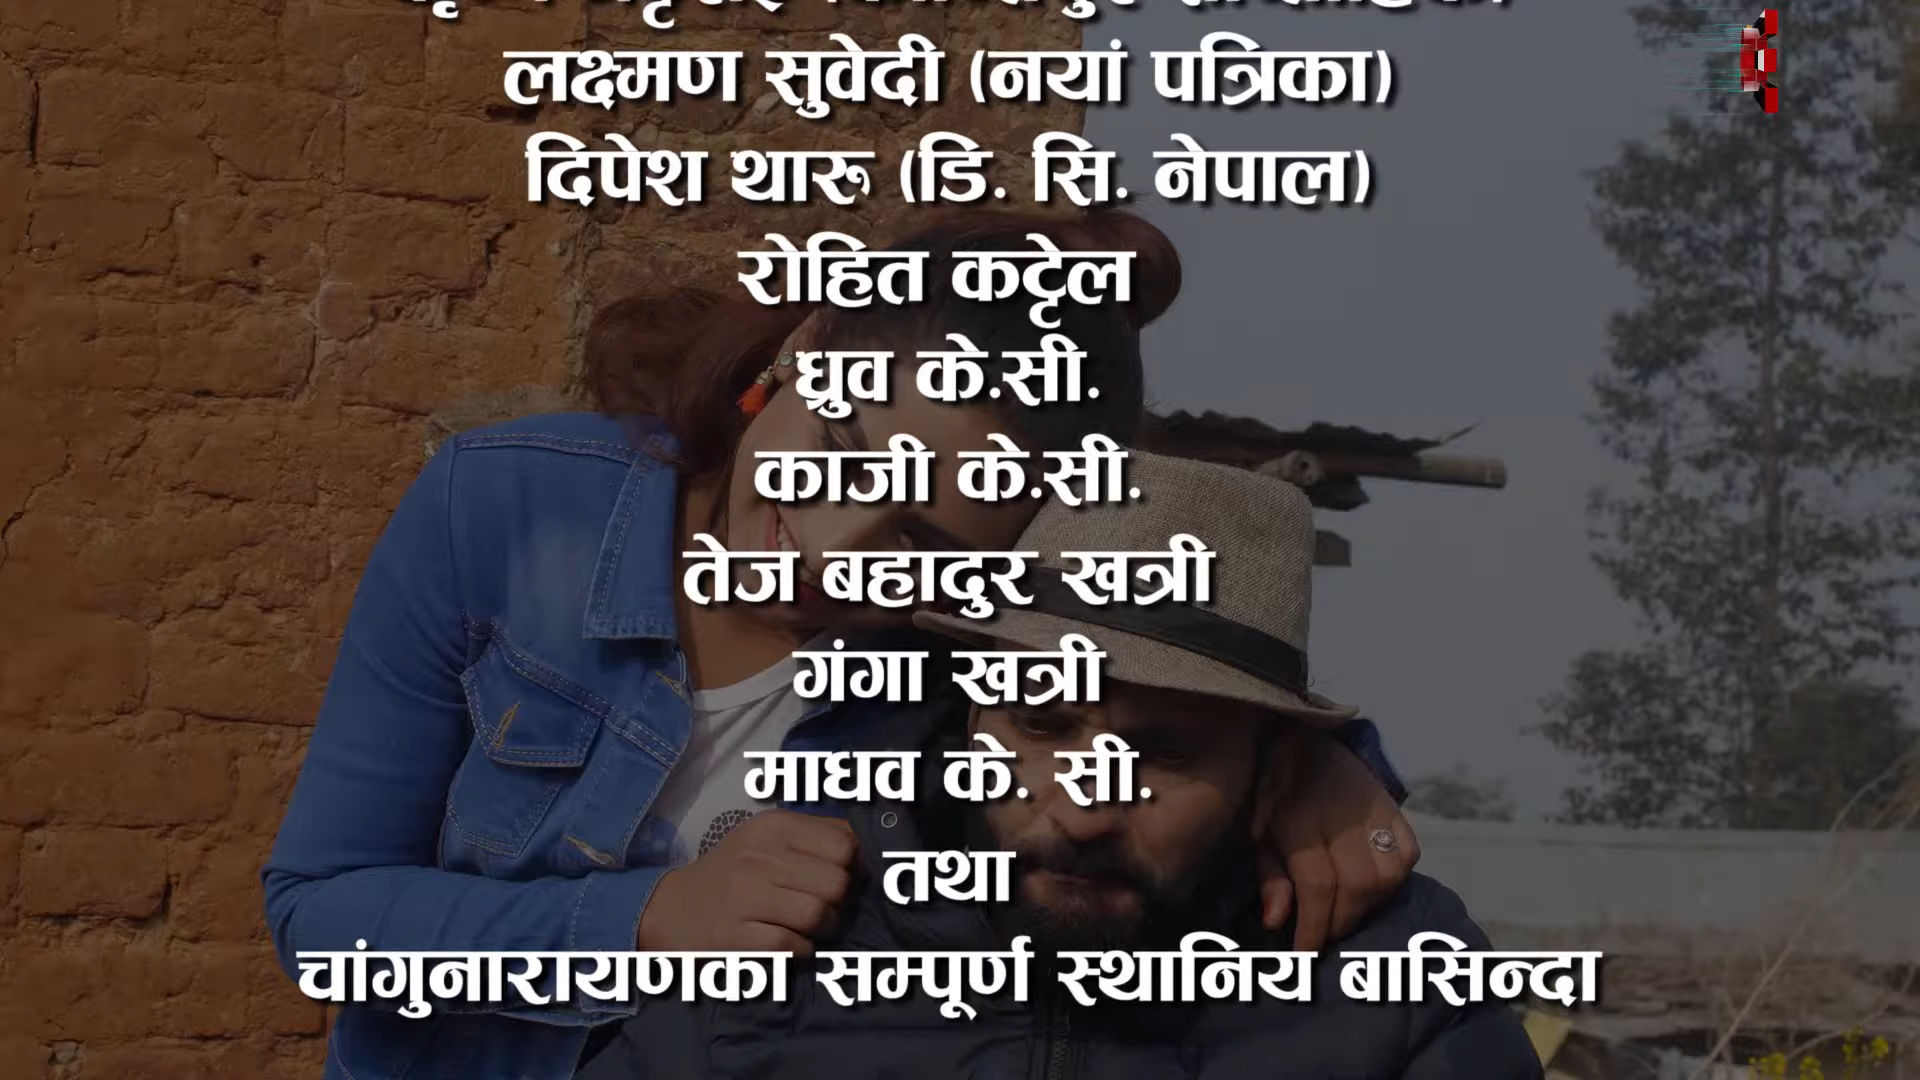 लक्ष्मण सुवेदी (नयां पत्रिका)
दिपेश थारू (डि. सि. नेपाल)
रोहित कट्टेल
ध्रुव के.सी.
काजी के.सी.
तेज बहादुर खत्री
गंगा खत्री
माधव के. सी.
तथा
चांगुनारायणका सम्पूर्ण स्थानिय बासिन्दा